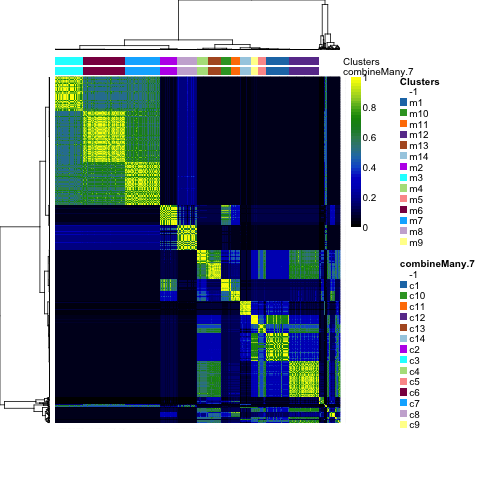 Clusters
combineMany.7
1
0.8
0.6
0.4
0.2
0
Clusters
-1
m1
m10
m11
m12
m13
m14
m2
m3
m4
m5
m6
m7
m8
m9
combineMany.7
-1
c1
c10
c11
c12
c13
c14
c2
c3
c4
c5
c6
c7
c8
c9